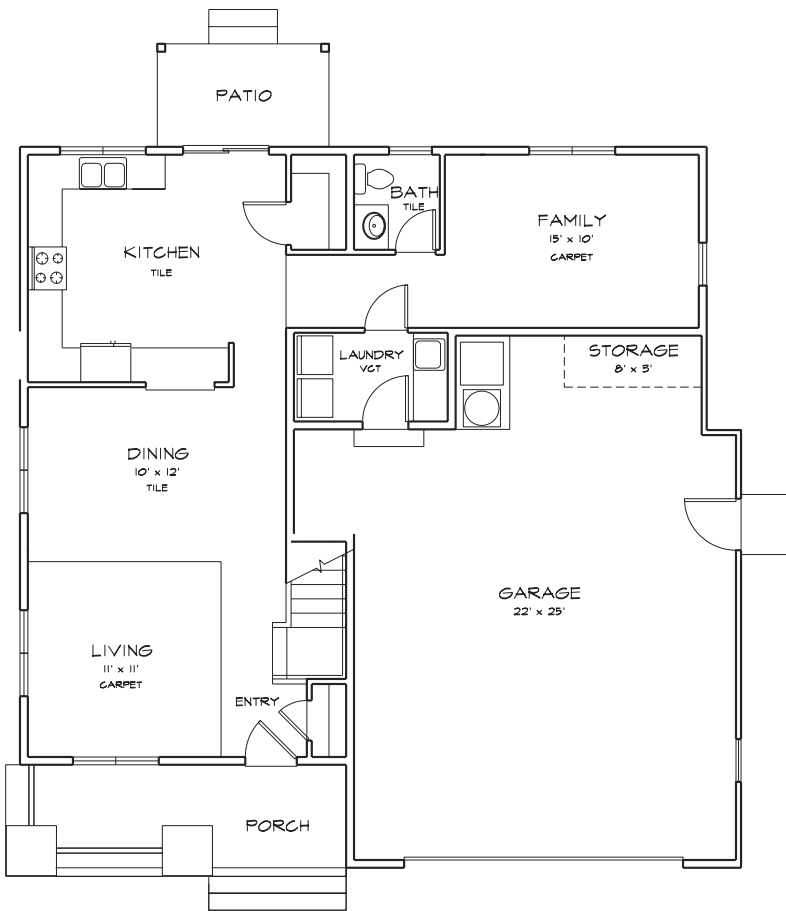 PATIO
BATH
TILE
FAMILY
15' x 10'
CARPET
KITCHEN
TILE
LAUNDRY
VCT
STORAGE
8' x 3'
DINING
10' x 12'
TILE
GARAGE
22' x 25'
LIVING
11' x 11'
CARPET
ENTRY
PORCH